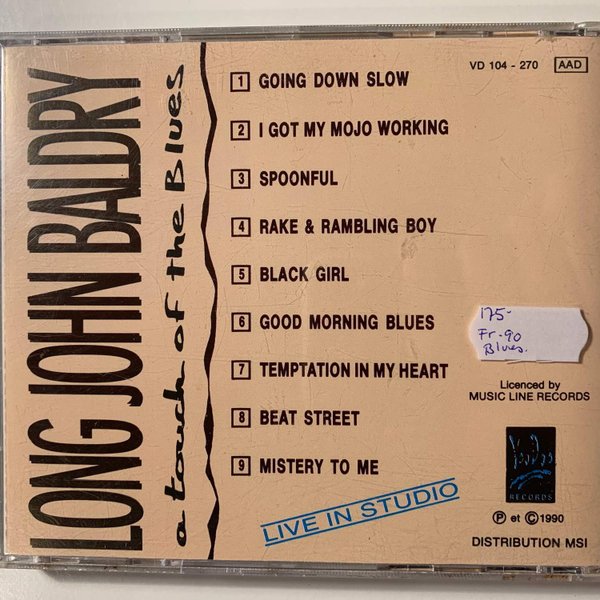 LONG JOHN BALDRY
a touch of the Blues
VD 104 - 270 AAD
1 GOING DOWN SLOW
2 I GOT MY MOJO WORKING
3 SPOONFUL
4 RAKE & RAMBLING BOY
5 BLACK GIRL
6 GOOD MORNING BLUES
7 TEMPTATION IN MY HEART
8 BEAT STREET
9 MISTERY TO ME
LIVE IN STUDIO
175-
Fr-90
Blues.
Licenced by
MUSIC LINE RECORDS
RECORDS
Ⓟ et Ⓒ 1990
DISTRIBUTION MSI